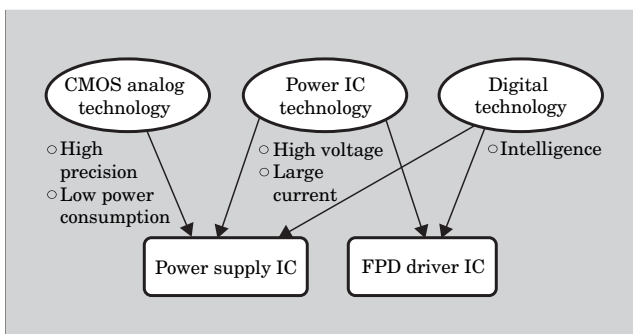 CMOS analog
technology
Power IC
technology
Digital
technology
○ High
precision
○ Low power
consumption
○ High voltage
○ Large
current
○ Intelligence
Power supply IC
FPD driver IC